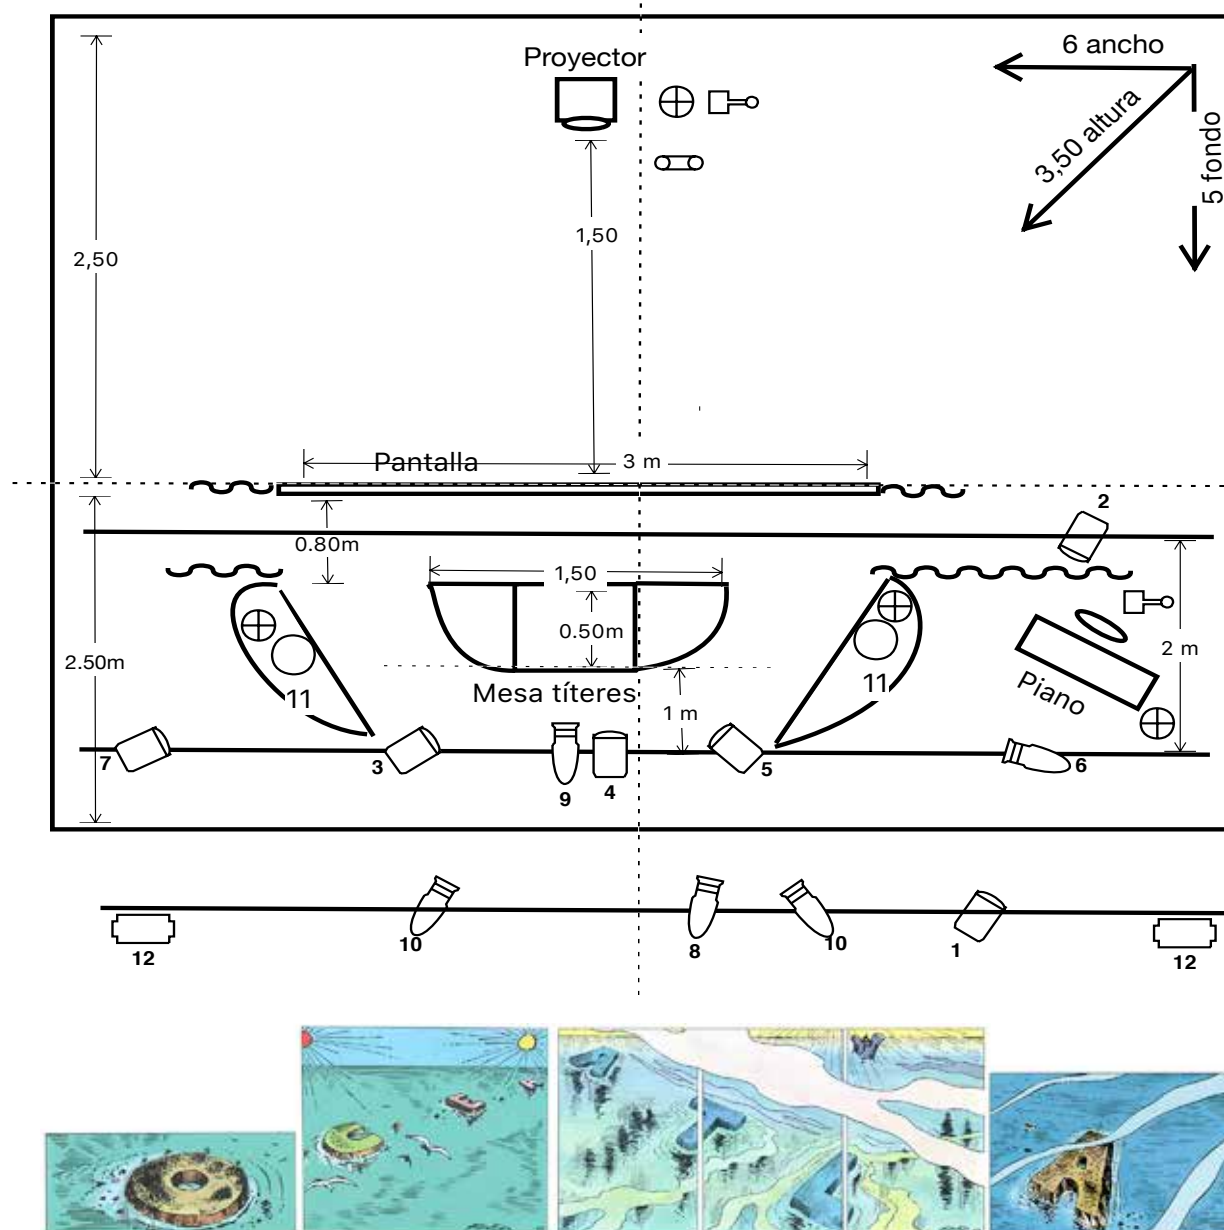 6 ancho
Proyector
3,50 altura
5 fondo
1,50
2,50
Pantalla
3 m
2
0.80m
1,50
0.50m
2.50m
2 m
11
Mesa títeres
11
Piano
1 m
7
3
9
4
5
6
10
8
10
1
12
12